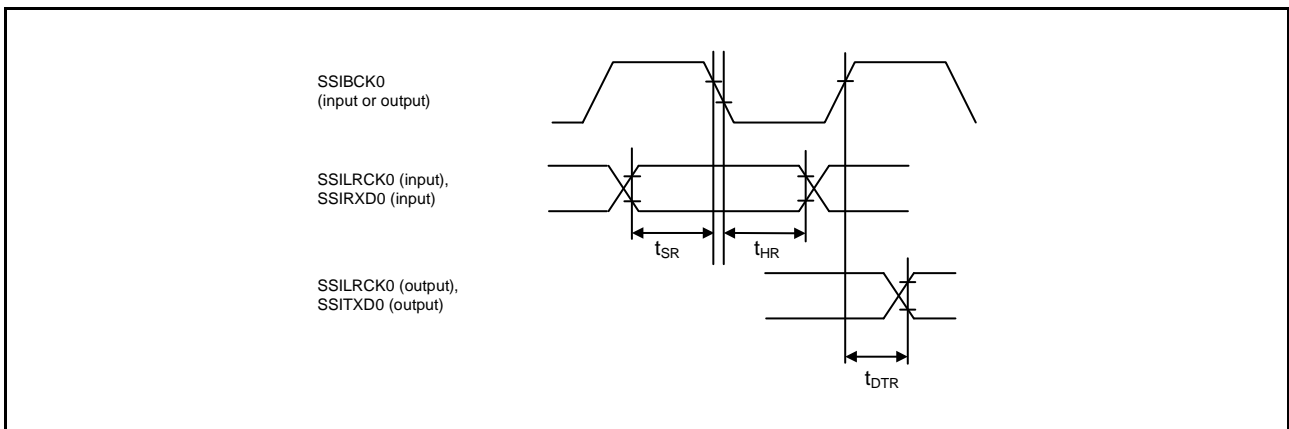 SSIBCK0
(input or output)
SSILRCK0 (input),
SSIRXD0 (input)
tSR
tHR
SSILRCK0 (output),
SSITXD0 (output)
tDTR